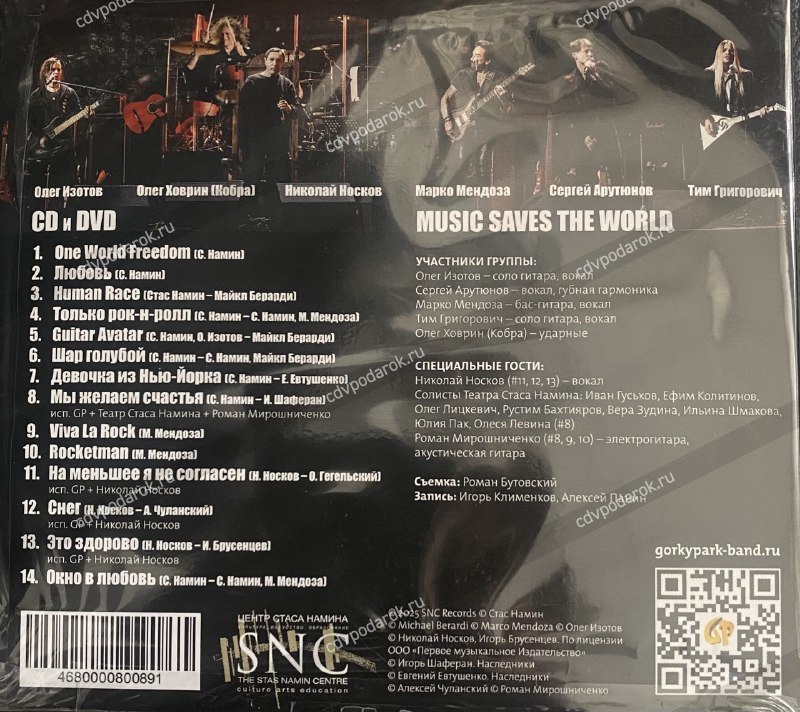 Олег Изотов
Олег Ховрин (Кобра)
Николай Носков
Марко Мендоза
Сергей Арутюнов
Тим Григорович
CD и DVD
1. One World Freedom (С. Намин)
2. Любовь (С. Намин)
3. Human Race (Стас Намин – Майкл Берарди)
4. Только рок-н-ролл (С. Намин – С. Намин, М. Мендоза)
5. Guitar Avatar (С. Намин, О. Изотов – Майкл Берарди)
6. Шар голубой (С. Намин – С. Намин, Майкл Берарди)
7. Девочка из Нью-Йорка (С. Намин – Е. Евтушенко)
8. Мы желаем счастья (С. Намин – И. Шаферан)
исп. GP + Театр Стаса Намина + Роман Мирошниченко
9. Viva La Rock (М. Мендоза)
10. Rocketman (М. Мендоза)
11. На меньшее я не согласен (Н. Носков – О. Гегельский)
исп. GP + Николай Носков
12. Снег (Н. Носков – А. Чуланский)
исп. GP + Николай Носков
13. Это здорово (Н. Носков – И. Брусенцев)
исп. GP + Николай Носков
14. Окно в любовь (С. Намин – С. Намин, М. Мендоза)
MUSIC SAVES THE WORLD
УЧАСТНИКИ ГРУППЫ:
Олег Изотов – соло гитара, вокал
Сергей Арутюнов – вокал, губная гармоника
Марко Мендоза – бас-гитара, вокал
Тим Григорович – соло гитара, вокал
Олег Ховрин (Кобра) – ударные
СПЕЦИАЛЬНЫЕ ГОСТИ:
Николай Носков (#11, 12, 13) – вокал
Солисты Театра Стаса Намина: Иван Гуськов, Ефим Колитинов,
Олег Лицкевич, Рустим Бахтияров, Вера Зудина, Ильина Шмакова,
Юлия Пак, Олеся Левина (#8)
Роман Мирошниченко (#8, 9, 10) – электрогитара,
акустическая гитара
Съемка: Роман Бутовский
Запись: Игорь Клименков, Алексей Павин
gorkypark-band.ru
GP
4680000800891
ЦЕНТР СТАСА НАМИНА
КУЛЬТУРА, ИСКУССТВО, ОБРАЗОВАНИЕ
SNC
THE STAS NAMIN CENTRE
culture arts education
℗ 2025 SNC Records © Стас Намин
© Michael Berardi © Marco Mendoza © Олег Изотов
© Николай Носков, Игорь Брусенцев. По лицензии
ООО «Первое музыкальное Издательство»
© Игорь Шаферан. Наследники
© Евгений Евтушенко. Наследники
© Алексей Чуланский © Роман Мирошниченко
cdvpodarok.ru